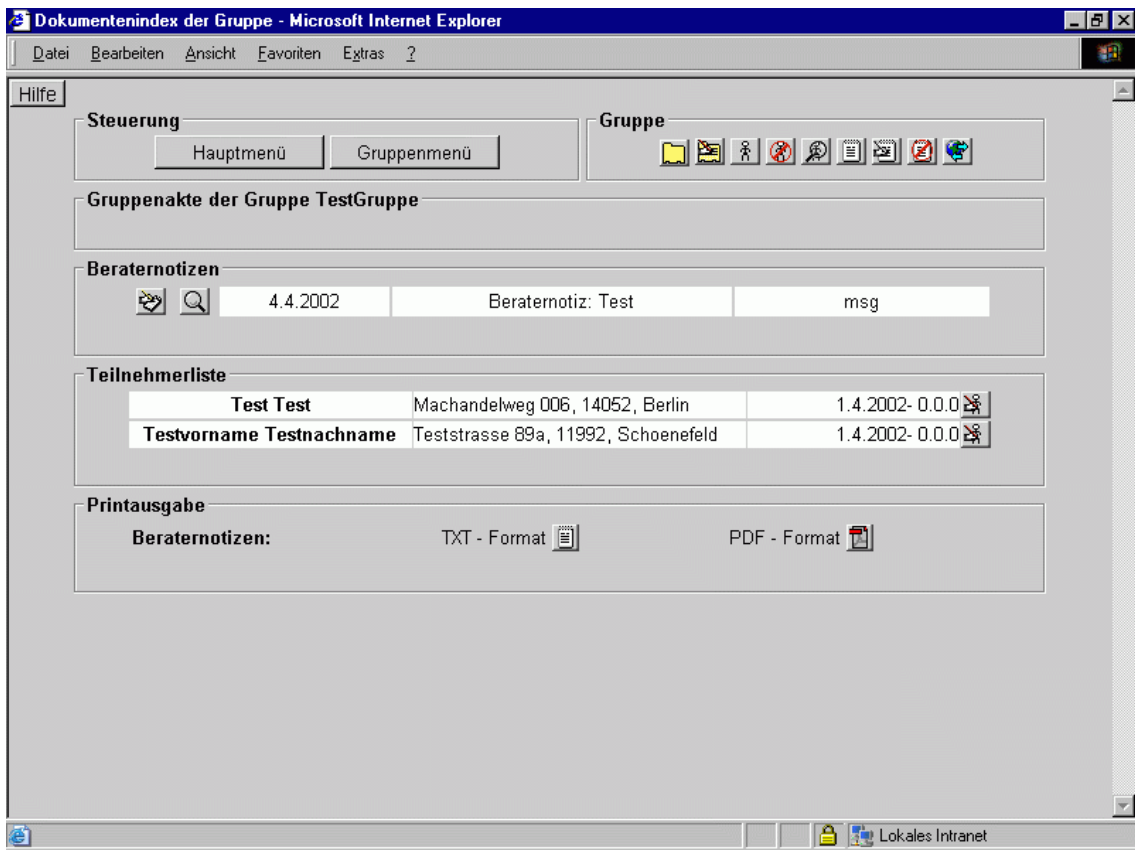 Dokumentenindex der Gruppe - Microsoft Internet Explorer
Datei Bearbeiten Ansicht Favoriten Extras ?
Hilfe
Steuerung
Hauptmenü Gruppenmenü
Gruppe
Gruppenakte der Gruppe TestGruppe
Beraternotizen
4.4.2002 Beraternotiz: Test msg
Teilnehmerliste
Test Test Machandelweg 006, 14052, Berlin 1.4.2002- 0.0.0
Testvorname Testnachname Teststrasse 89a, 11992, Schoenefeld 1.4.2002- 0.0.0
Printausgabe
Beraternotizen: TXT - Format PDF - Format
Lokales Intranet